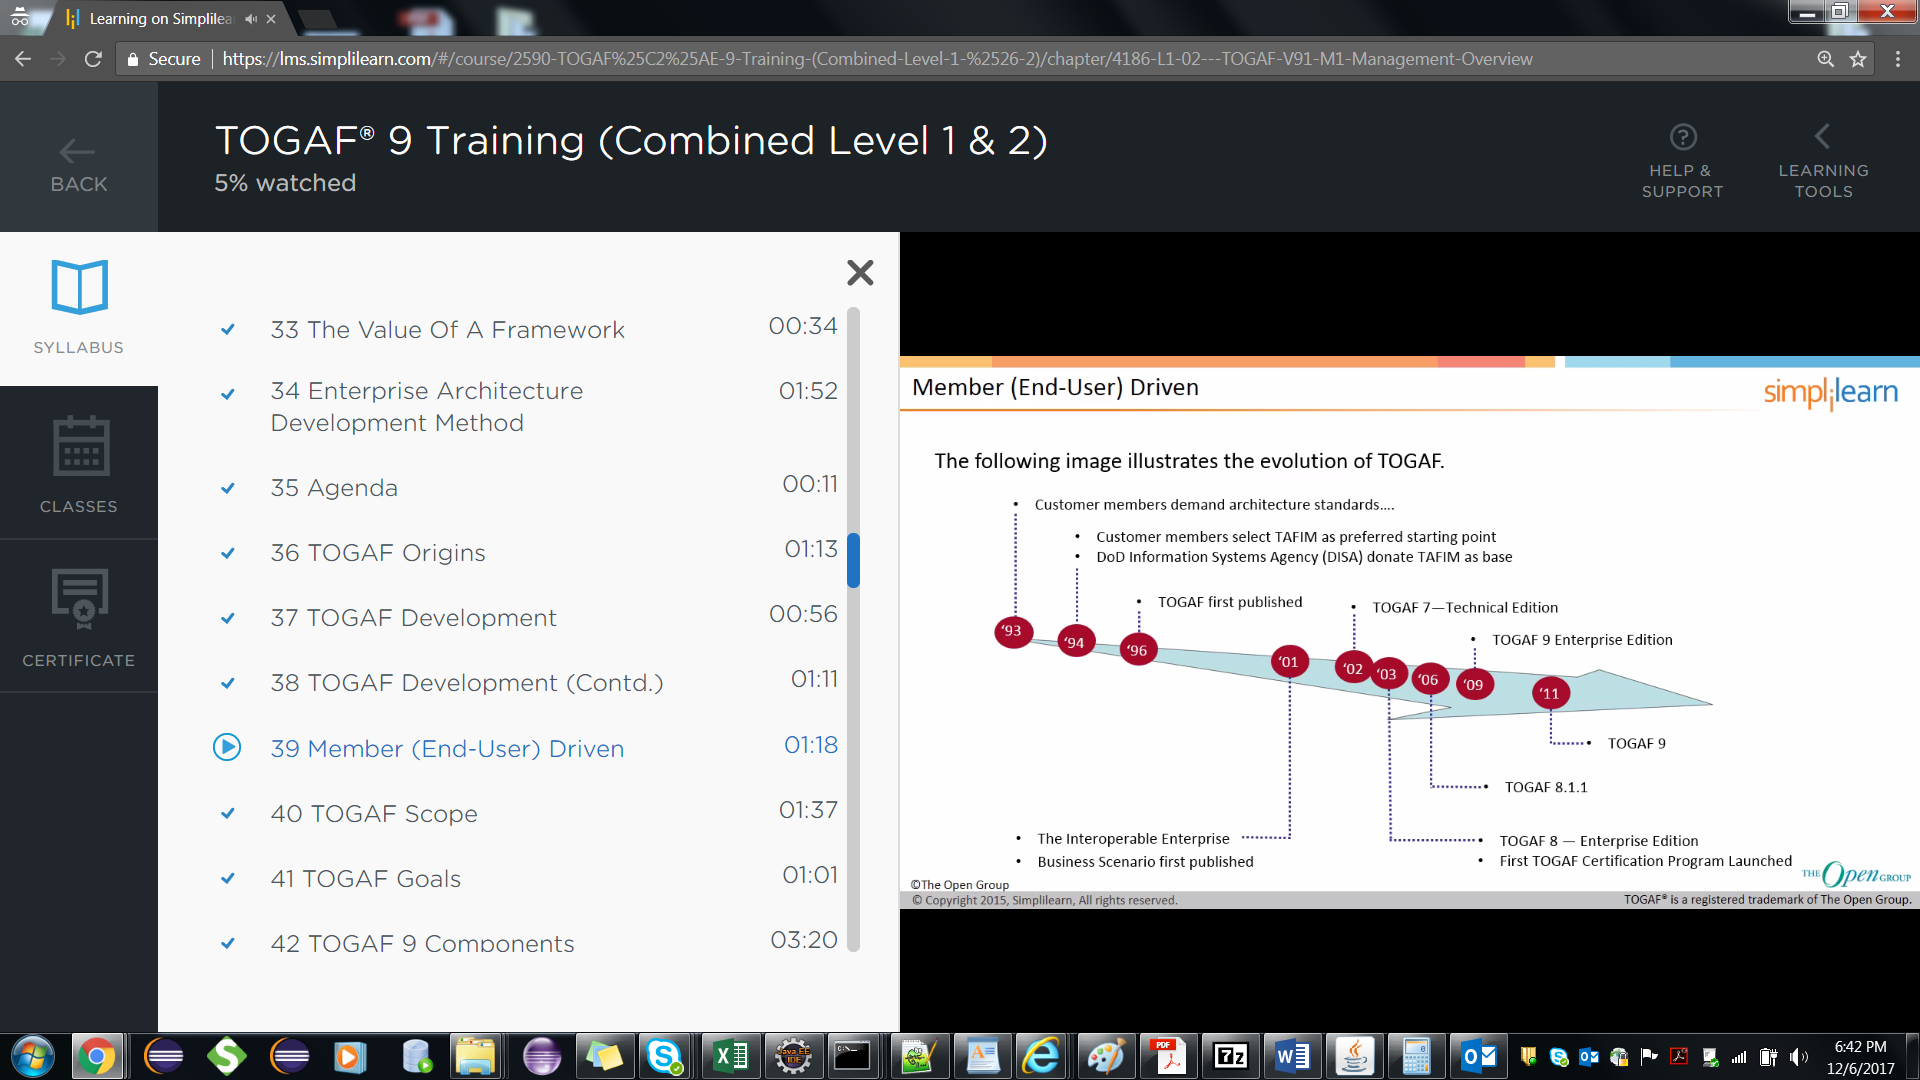 Learning on Simplilea
Secure
https://lms.simplilearn.com/#/course/2590-TOGAF%25C2%25AE-9-Training-(Combined-Level-1-%2526-2)/chapter/4186-L1-02---TOGAF-V91-M1-Management-Overview
BACK
TOGAF® 9 Training (Combined Level 1 & 2)
5% watched
HELP &
SUPPORT
LEARNING
TOOLS
SYLLABUS
CLASSES
CERTIFICATE
33 The Value Of A Framework 00:34
34 Enterprise Architecture 01:52
Development Method
35 Agenda 00:11
36 TOGAF Origins 01:13
37 TOGAF Development 00:56
38 TOGAF Development (Contd.) 01:11
39 Member (End-User) Driven 01:18
40 TOGAF Scope 01:37
41 TOGAF Goals 01:01
42 TOGAF 9 Components 03:20
Member (End-User) Driven
simplilearn
The following image illustrates the evolution of TOGAF.
• Customer members demand architecture standards....
• Customer members select TAFIM as preferred starting point
• DoD Information Systems Agency (DISA) donate TAFIM as base
• TOGAF first published
• TOGAF 7—Technical Edition
• TOGAF 9 Enterprise Edition
‘93
‘94
‘96
‘01
‘02
‘03
‘06
‘09
‘11
• TOGAF 9
• TOGAF 8.1.1
• The Interoperable Enterprise
• Business Scenario first published
• TOGAF 8 — Enterprise Edition
• First TOGAF Certification Program Launched
THE Open GROUP
©The Open Group
© Copyright 2015, Simplilearn, All rights reserved.
TOGAF® is a registered trademark of The Open Group.
6:42 PM
12/6/2017